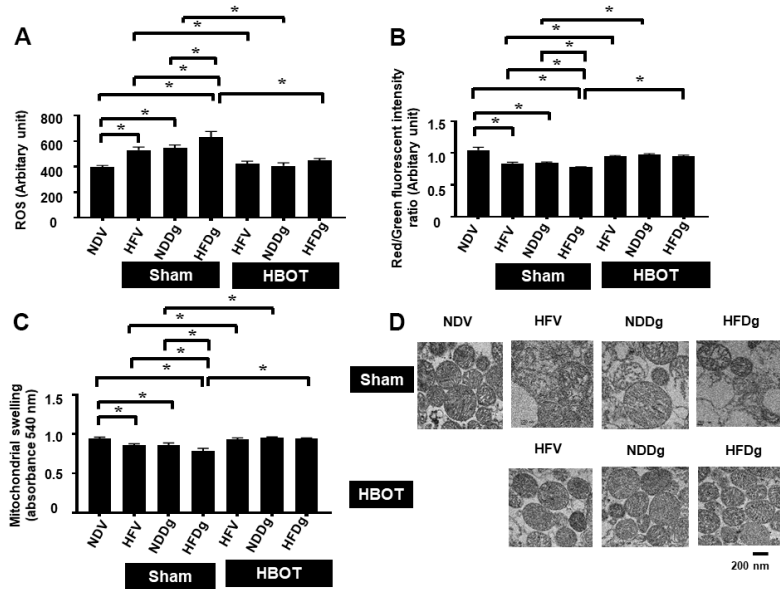 A
*
*
*
*
*
*
*
*
ROS (Arbitary unit)
800
600
400
200
0
NDV
HFV
NDDg
HFDg
HFV
NDDg
HFDg
Sham
HBOT
B
*
*
*
*
*
*
*
*
Red/Green fluorescent intensity
ratio (Arbitary unit)
1.5
1.0
0.5
0.0
NDV
HFV
NDDg
HFDg
HFV
NDDg
HFDg
Sham
HBOT
C
*
*
*
*
*
*
*
*
Mitochondrial swelling
(absorbance 540 nm)
1.5
1.0
0.5
0.0
NDV
HFV
NDDg
HFDg
HFV
NDDg
HFDg
Sham
HBOT
D
NDV
HFV
NDDg
HFDg
Sham
HFV
NDDg
HFDg
HBOT
200 nm